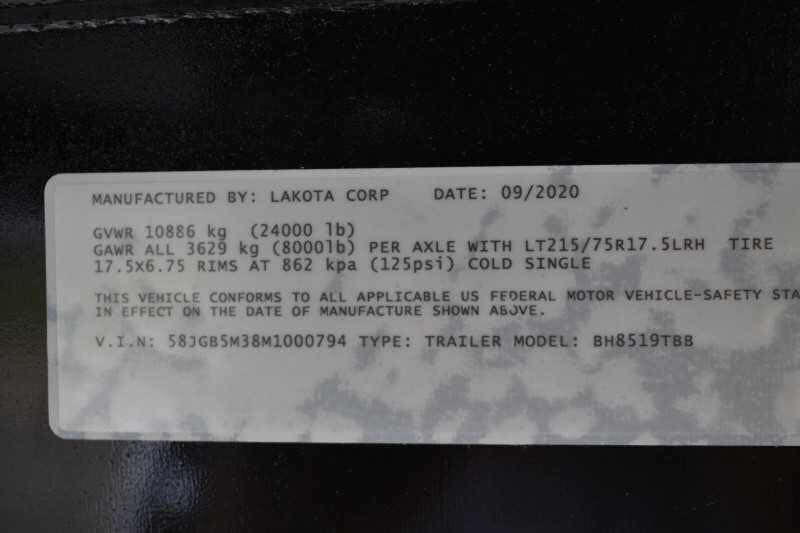 MANUFACTURED BY: LAKOTA CORP DATE: 09/2020
GVWR 10886 kg (24000 lb)
GAWR ALL 3629 kg (8000lb) PER AXLE WITH LT215/75R17.5LRH TIRE
17.5x6.75 RIMS AT 862 kpa (125psi) COLD SINGLE
THIS VEHICLE CONFORMS TO ALL APPLICABLE US FEDERAL MOTOR VEHICLE-SAFETY STA
IN EFFECT ON THE DATE OF MANUFACTURE SHOWN ABOVE.
V.I.N: 58JGB5M38M1000794 TYPE: TRAILER MODEL: BH8519TBB